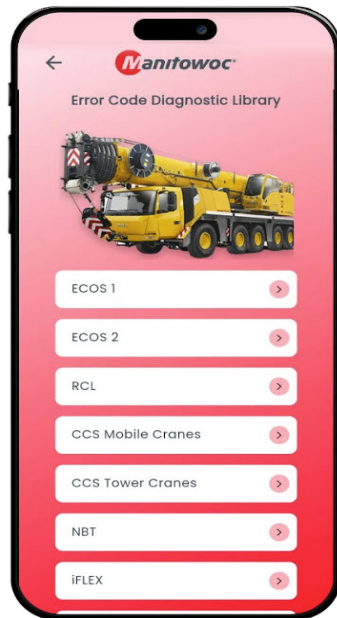 Manitowoc
Error Code Diagnostic Library
ECOS 1
ECOS 2
RCL
CCS Mobile Cranes
CCS Tower Cranes
NBT
iFLEX